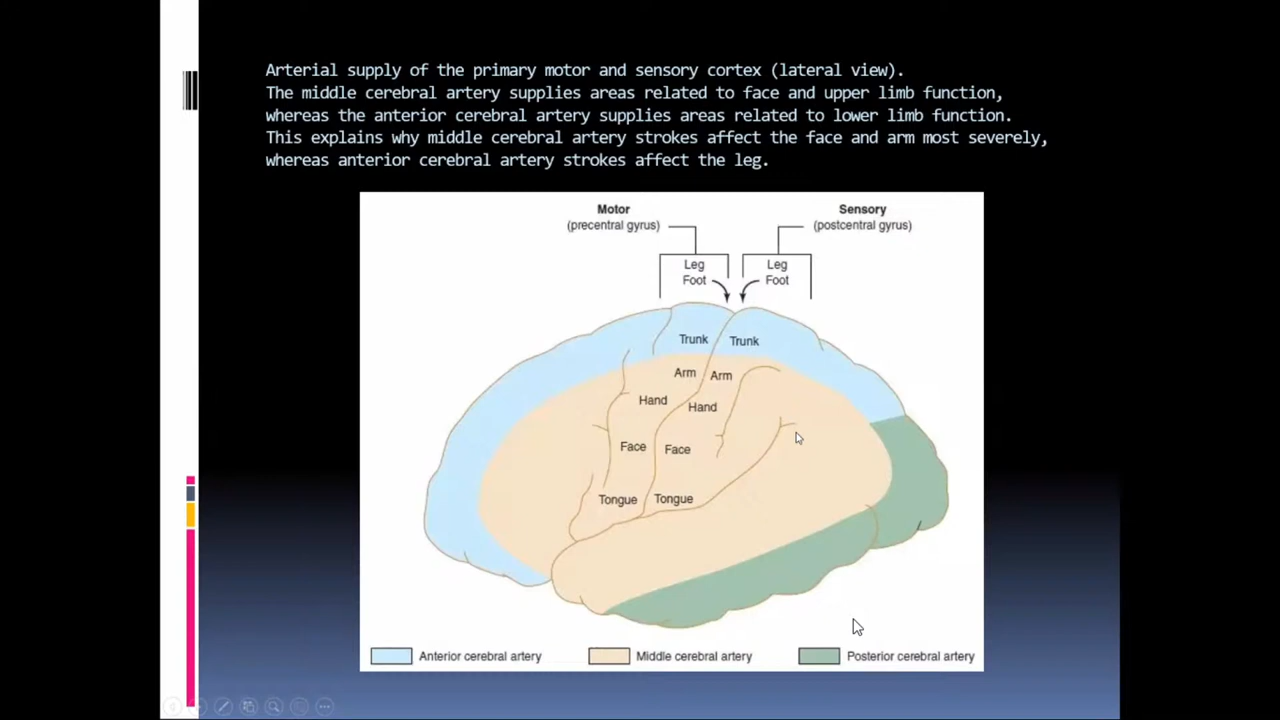 Arterial supply of the primary motor and sensory cortex (lateral view).
The middle cerebral artery supplies areas related to face and upper limb function,
whereas the anterior cerebral artery supplies areas related to lower limb function.
This explains why middle cerebral artery strokes affect the face and arm most severely,
whereas anterior cerebral artery strokes affect the leg.
Motor
(precentral gyrus)
Sensory
(postcentral gyrus)
Leg
Foot
Leg
Foot
Trunk Trunk
Arm Arm
Hand Hand
Face Face
Tongue Tongue
Anterior cerebral artery Middle cerebral artery Posterior cerebral artery